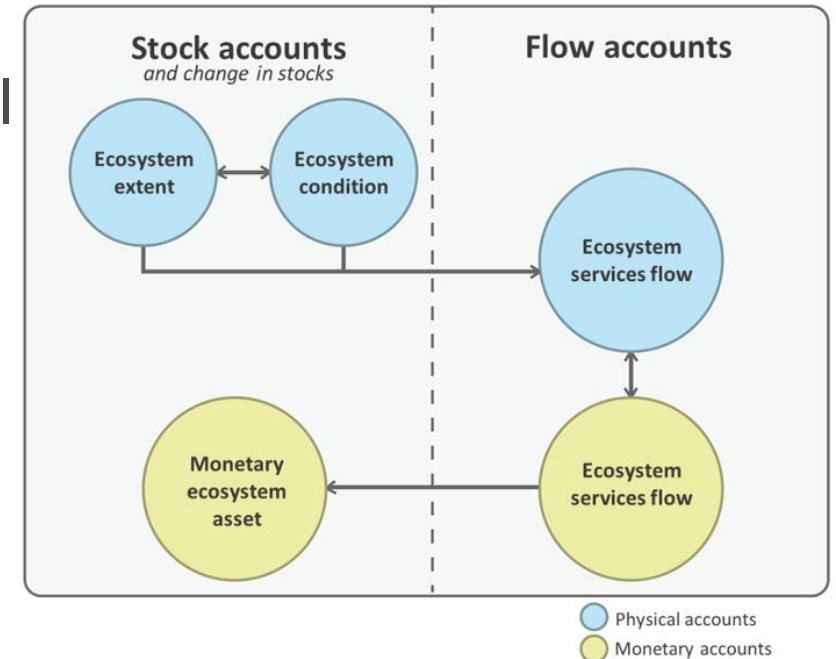 Stock accounts
and change in stocks
Flow accounts
Ecosystem
extent
Ecosystem
condition
Ecosystem
services flow
Monetary
ecosystem
asset
Ecosystem
services flow
Physical accounts
Monetary accounts